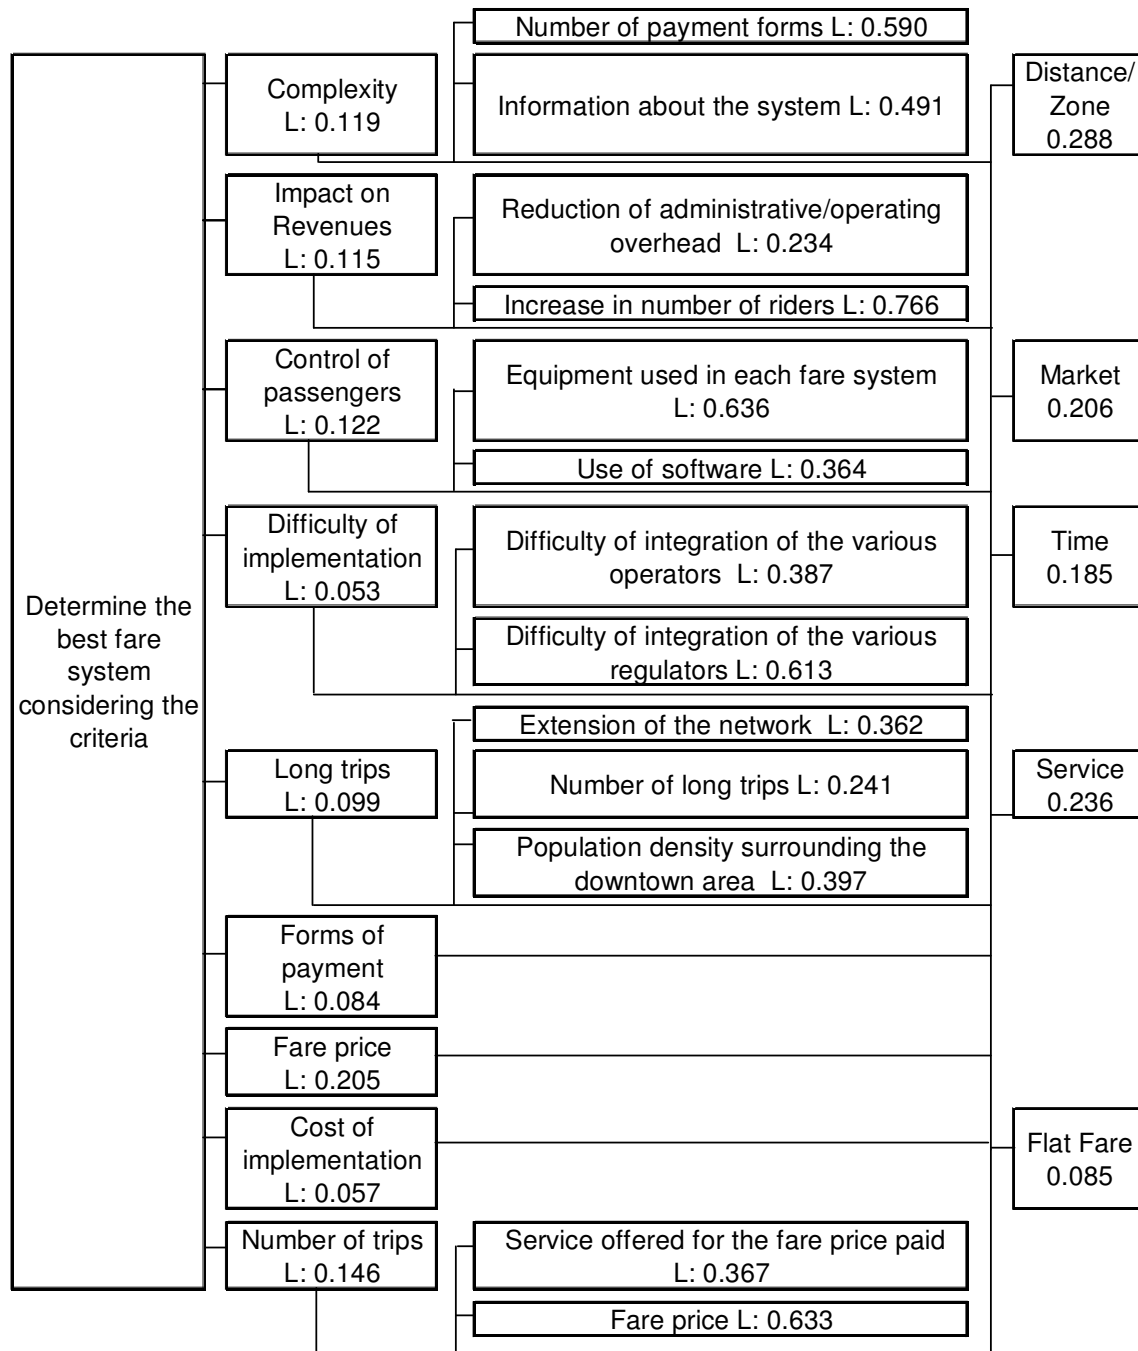 Determine the
best fare
system
considering the
criteria
Complexity
L: 0.119
Number of payment forms L: 0.590
Information about the system L: 0.491
Impact on
Revenues
L: 0.115
Reduction of administrative/operating
overhead L: 0.234
Increase in number of riders L: 0.766
Control of
passengers
L: 0.122
Equipment used in each fare system
L: 0.636
Use of software L: 0.364
Difficulty of
implementation
L: 0.053
Difficulty of integration of the various
operators L: 0.387
Difficulty of integration of the various
regulators L: 0.613
Long trips
L: 0.099
Extension of the network L: 0.362
Number of long trips L: 0.241
Population density surrounding the
downtown area L: 0.397
Forms of
payment
L: 0.084
Fare price
L: 0.205
Cost of
implementation
L: 0.057
Number of trips
L: 0.146
Service offered for the fare price paid
L: 0.367
Fare price L: 0.633
Distance/
Zone
0.288
Market
0.206
Time
0.185
Service
0.236
Flat Fare
0.085